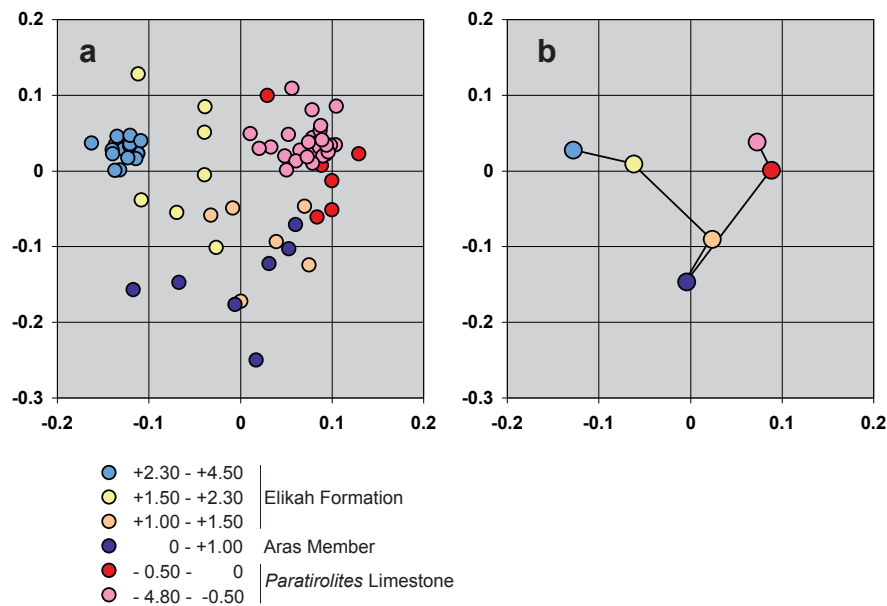 a
b
0.2
0.1
0
-0.1
-0.2
-0.3
-0.2 -0.1 0 0.1 0.2
0.2
0.1
0
-0.1
-0.2
-0.3
-0.2 -0.1 0 0.1 0.2
+2.30 - +4.50
+1.50 - +2.30 Elikah Formation
+1.00 - +1.50
0 - +1.00 Aras Member
- 0.50 - 0
Paratirolites Limestone
- 4.80 - -0.50